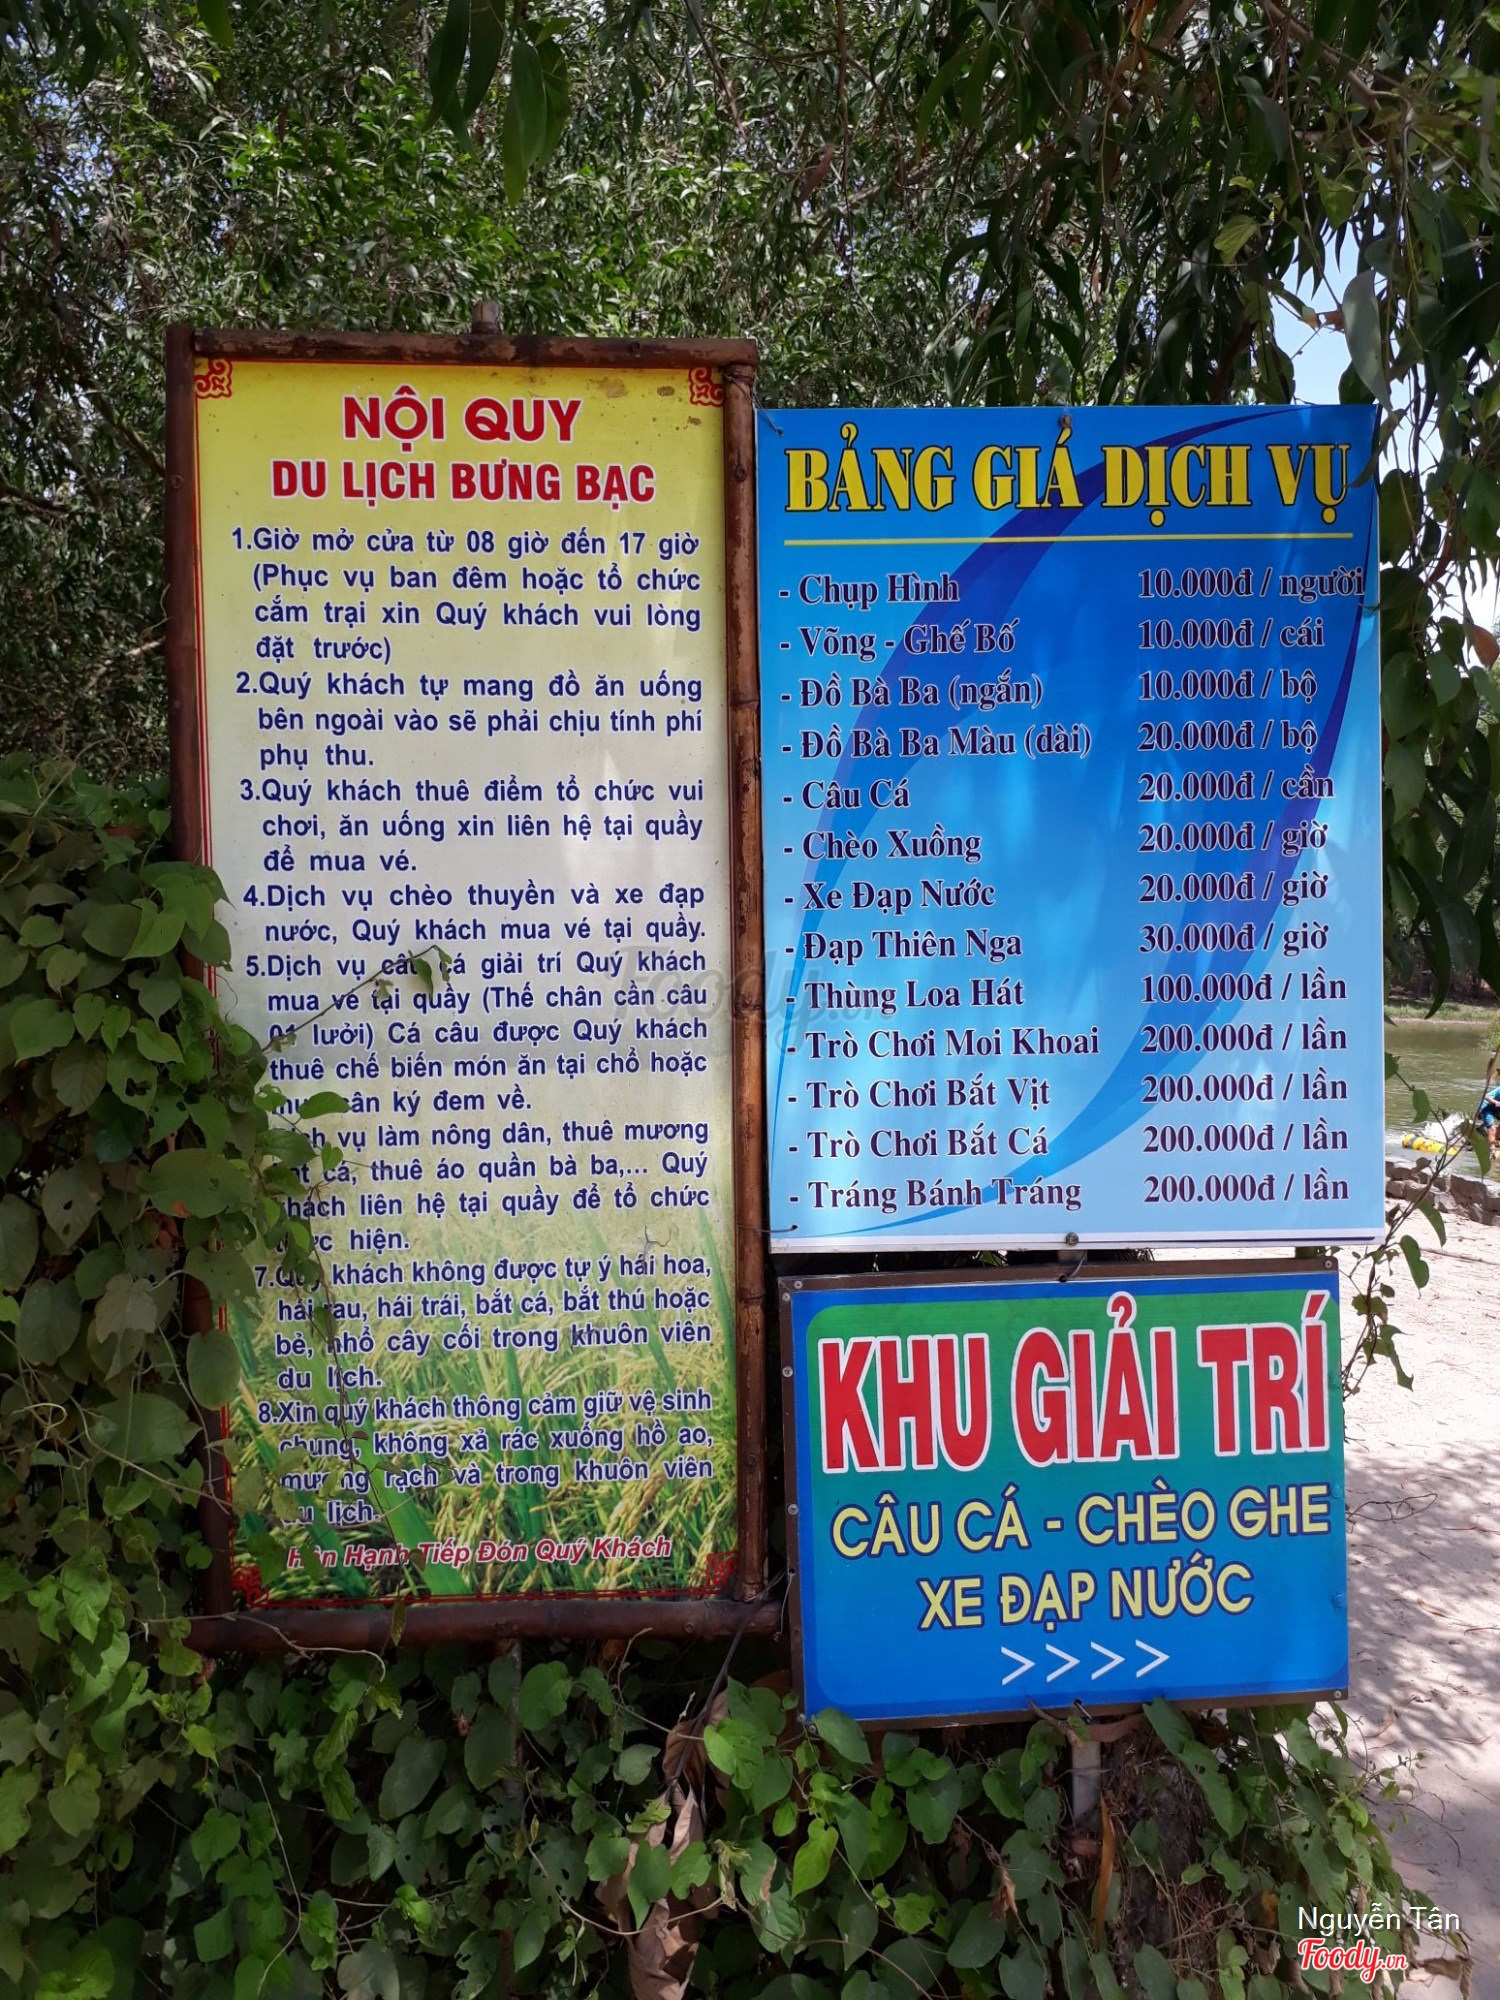 NỘI QUY
DU LỊCH BƯNG BẠC
1.Giờ mở cửa từ 08 giờ đến 17 giờ
(Phục vụ ban đêm hoặc tổ chức
cắm trại xin Quý khách vui lòng
đặt trước)
2.Quý khách tự mang đồ ăn uống
bên ngoài vào sẽ phải chịu tính phí
phụ thu.
3.Quý khách thuê điểm tổ chức vui
chơi, ăn uống xin liên hệ tại quầy
để mua vé.
4.Dịch vụ chèo thuyền và xe đạp
nước, Quý khách mua vé tại quầy.
5.Dịch vụ câu cá giải trí Quý khách
mua vé tại quầy (Thế chân cần câu
01 lưởi) Cá câu được Quý khách
thuê chế biến món ăn tại chổ hoặc
cân ký đem về.
vụ làm nông dân, thuê mương
cá, thuê áo quần bà ba,... Quý
khách liên hệ tại quầy để tổ chức
hiện.
7.Quý khách không được tự ý hái hoa,
hái rau, hái trái, bắt cá, bắt thú hoặc
bẻ, nhổ cây cối trong khuôn viên
du lịch.
8.Xin quý khách thông cảm giữ vệ sinh
chung, không xả rác xuống hồ ao,
mương rạch và trong khuôn viên
du lịch.
Hân Hạnh Tiếp Đón Quý Khách
BẢNG GIÁ DỊCH VỤ
- Chụp Hình 10.000đ / người
- Võng - Ghế Bố 10.000đ / cái
- Đồ Bà Ba (ngắn) 10.000đ / bộ
- Đồ Bà Ba Màu (dài) 20.000đ / bộ
- Câu Cá 20.000đ / cần
- Chèo Xuồng 20.000đ / giờ
- Xe Đạp Nước 20.000đ / giờ
- Đạp Thiên Nga 30.000đ / giờ
- Thùng Loa Hát 100.000đ / lần
- Trò Chơi Moi Khoai 200.000đ / lần
- Trò Chơi Bắt Vịt 200.000đ / lần
- Trò Chơi Bắt Cá 200.000đ / lần
- Tráng Bánh Tráng 200.000đ / lần
KHU GIẢI TRÍ
CÂU CÁ - CHÈO GHE
XE ĐẠP NƯỚC
>>>>
Foody.vn
Nguyễn Tân
Foody.vn